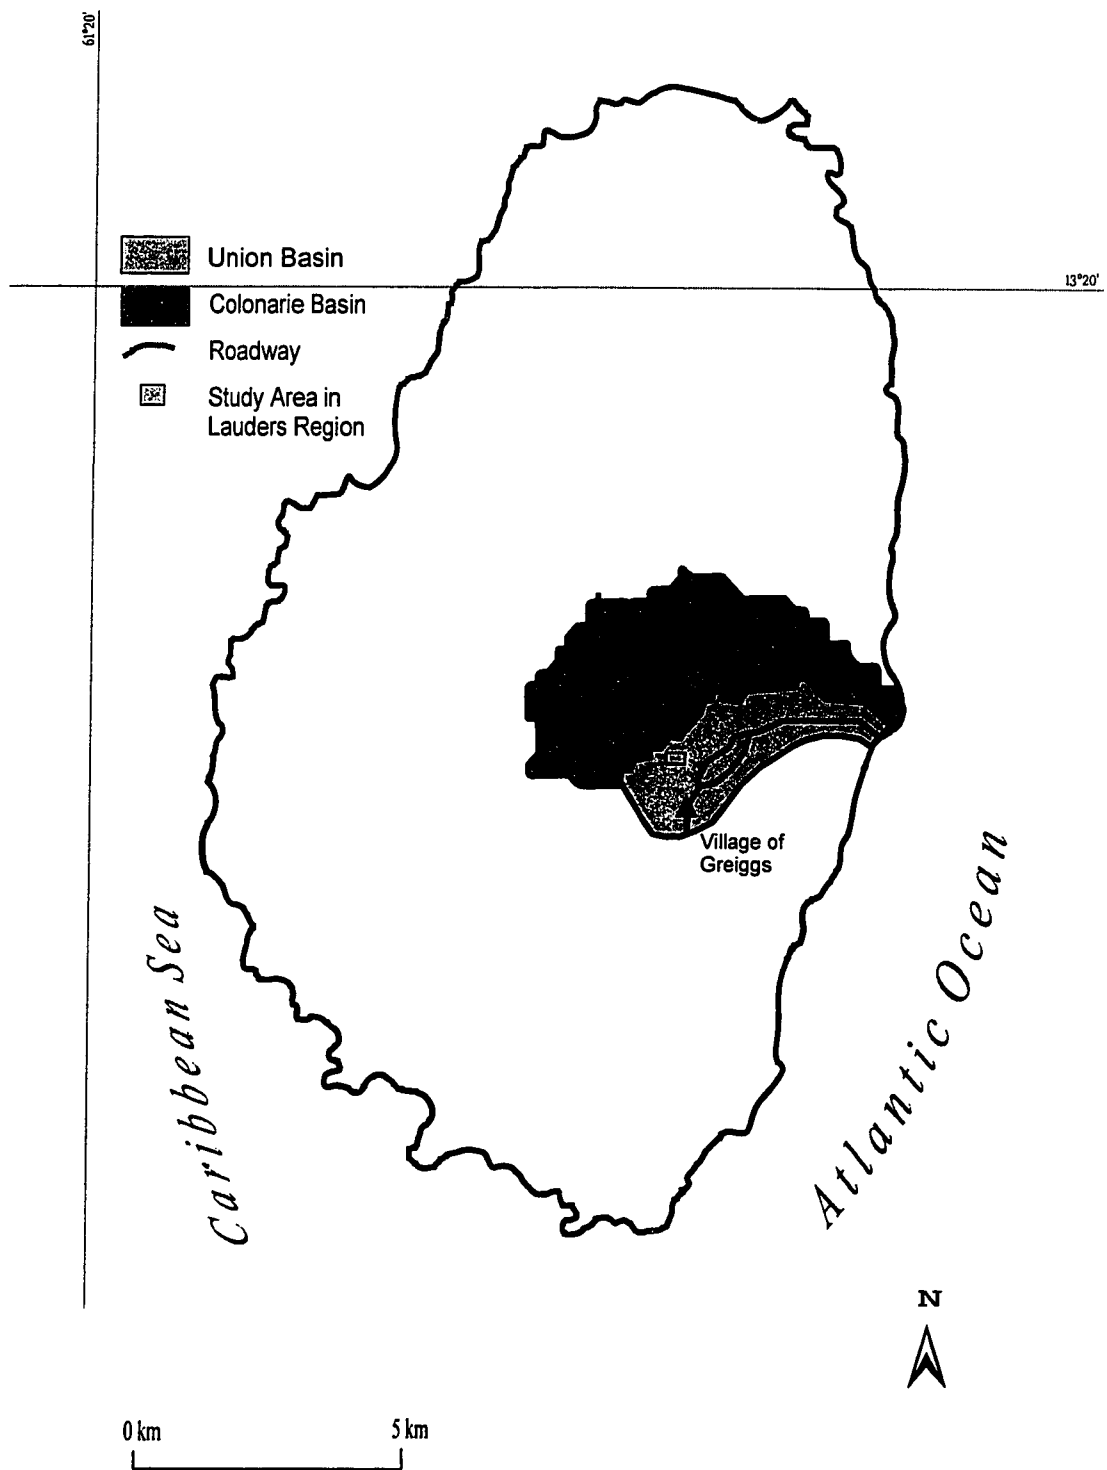 61°20'
Union Basin
13°20'
Colonarie Basin
Roadway
Study Area in
Lauders Region
Village of
Greiggs
Caribbean Sea
Atlantic Ocean
N
0 km 5 km